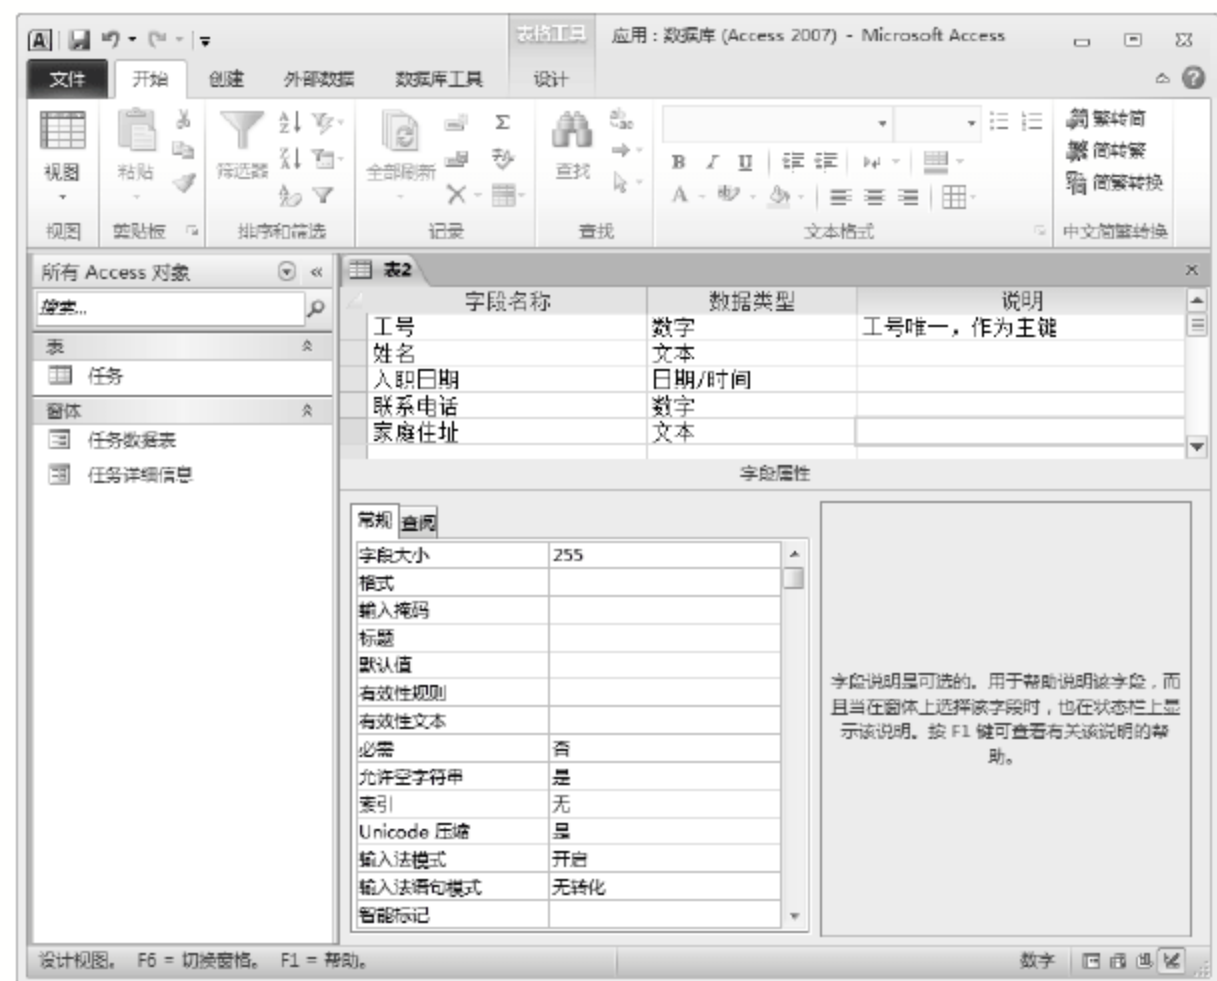 表格工具 应用：数据库 (Access 2007) - Microsoft Access
文件 开始 创建 外部数据 数据库工具 设计
视图 粘贴 筛选器 全部刷新 查找 繁转简
简转繁
简繁转换
视图 剪贴板 排序和筛选 记录 查找 文本格式 中文简繁转换
所有 Access 对象 «
搜索...
表
任务
窗体
任务数据表
任务详细信息
表2
字段名称 数据类型 说明
工号 数字 工号唯一，作为主键
姓名 文本
入职日期 日期/时间
联系电话 数字
家庭住址 文本
字段属性
常规 查阅
字段大小 255
格式
输入掩码
标题
默认值
有效性规则
有效性文本
必需 否
允许空字符串 是
索引 无
Unicode 压缩 是
输入法模式 开启
输入法语句模式 无转化
智能标记
字段说明是可选的。用于帮助说明该字段，而
且当在窗体上选择该字段时，也在状态栏上显
示该说明。按 F1 键可查看有关该说明的帮
助。
设计视图。 F6 = 切换窗格。 F1 = 帮助。 数字